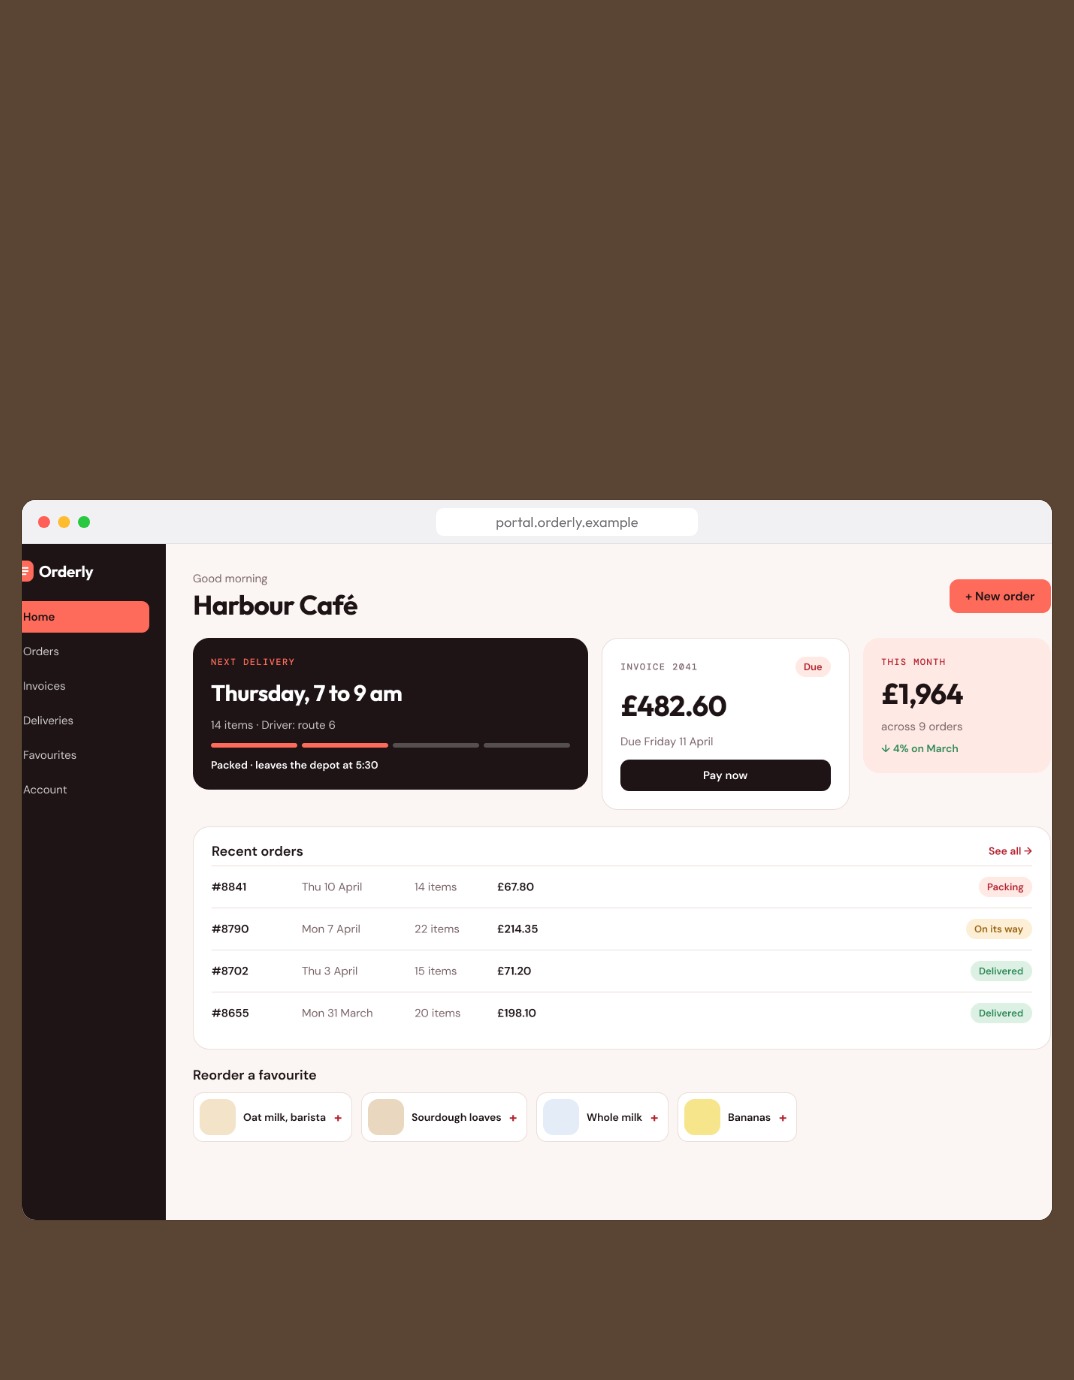 portal.orderly.example
Orderly
Home
Orders
Invoices
Deliveries
Favourites
Account
Good morning
Harbour Café
+ New order
NEXT DELIVERY
Thursday, 7 to 9 am
14 items · Driver: route 6
Packed · leaves the depot at 5:30
INVOICE 2041 Due
£482.60
Due Friday 11 April
Pay now
THIS MONTH
£1,964
across 9 orders
↓ 4% on March
Recent orders See all →
#8841 Thu 10 April 14 items £67.80 Packing
#8790 Mon 7 April 22 items £214.35 On its way
#8702 Thu 3 April 15 items £71.20 Delivered
#8655 Mon 31 March 20 items £198.10 Delivered
Reorder a favourite
Oat milk, barista + Sourdough loaves + Whole milk + Bananas +